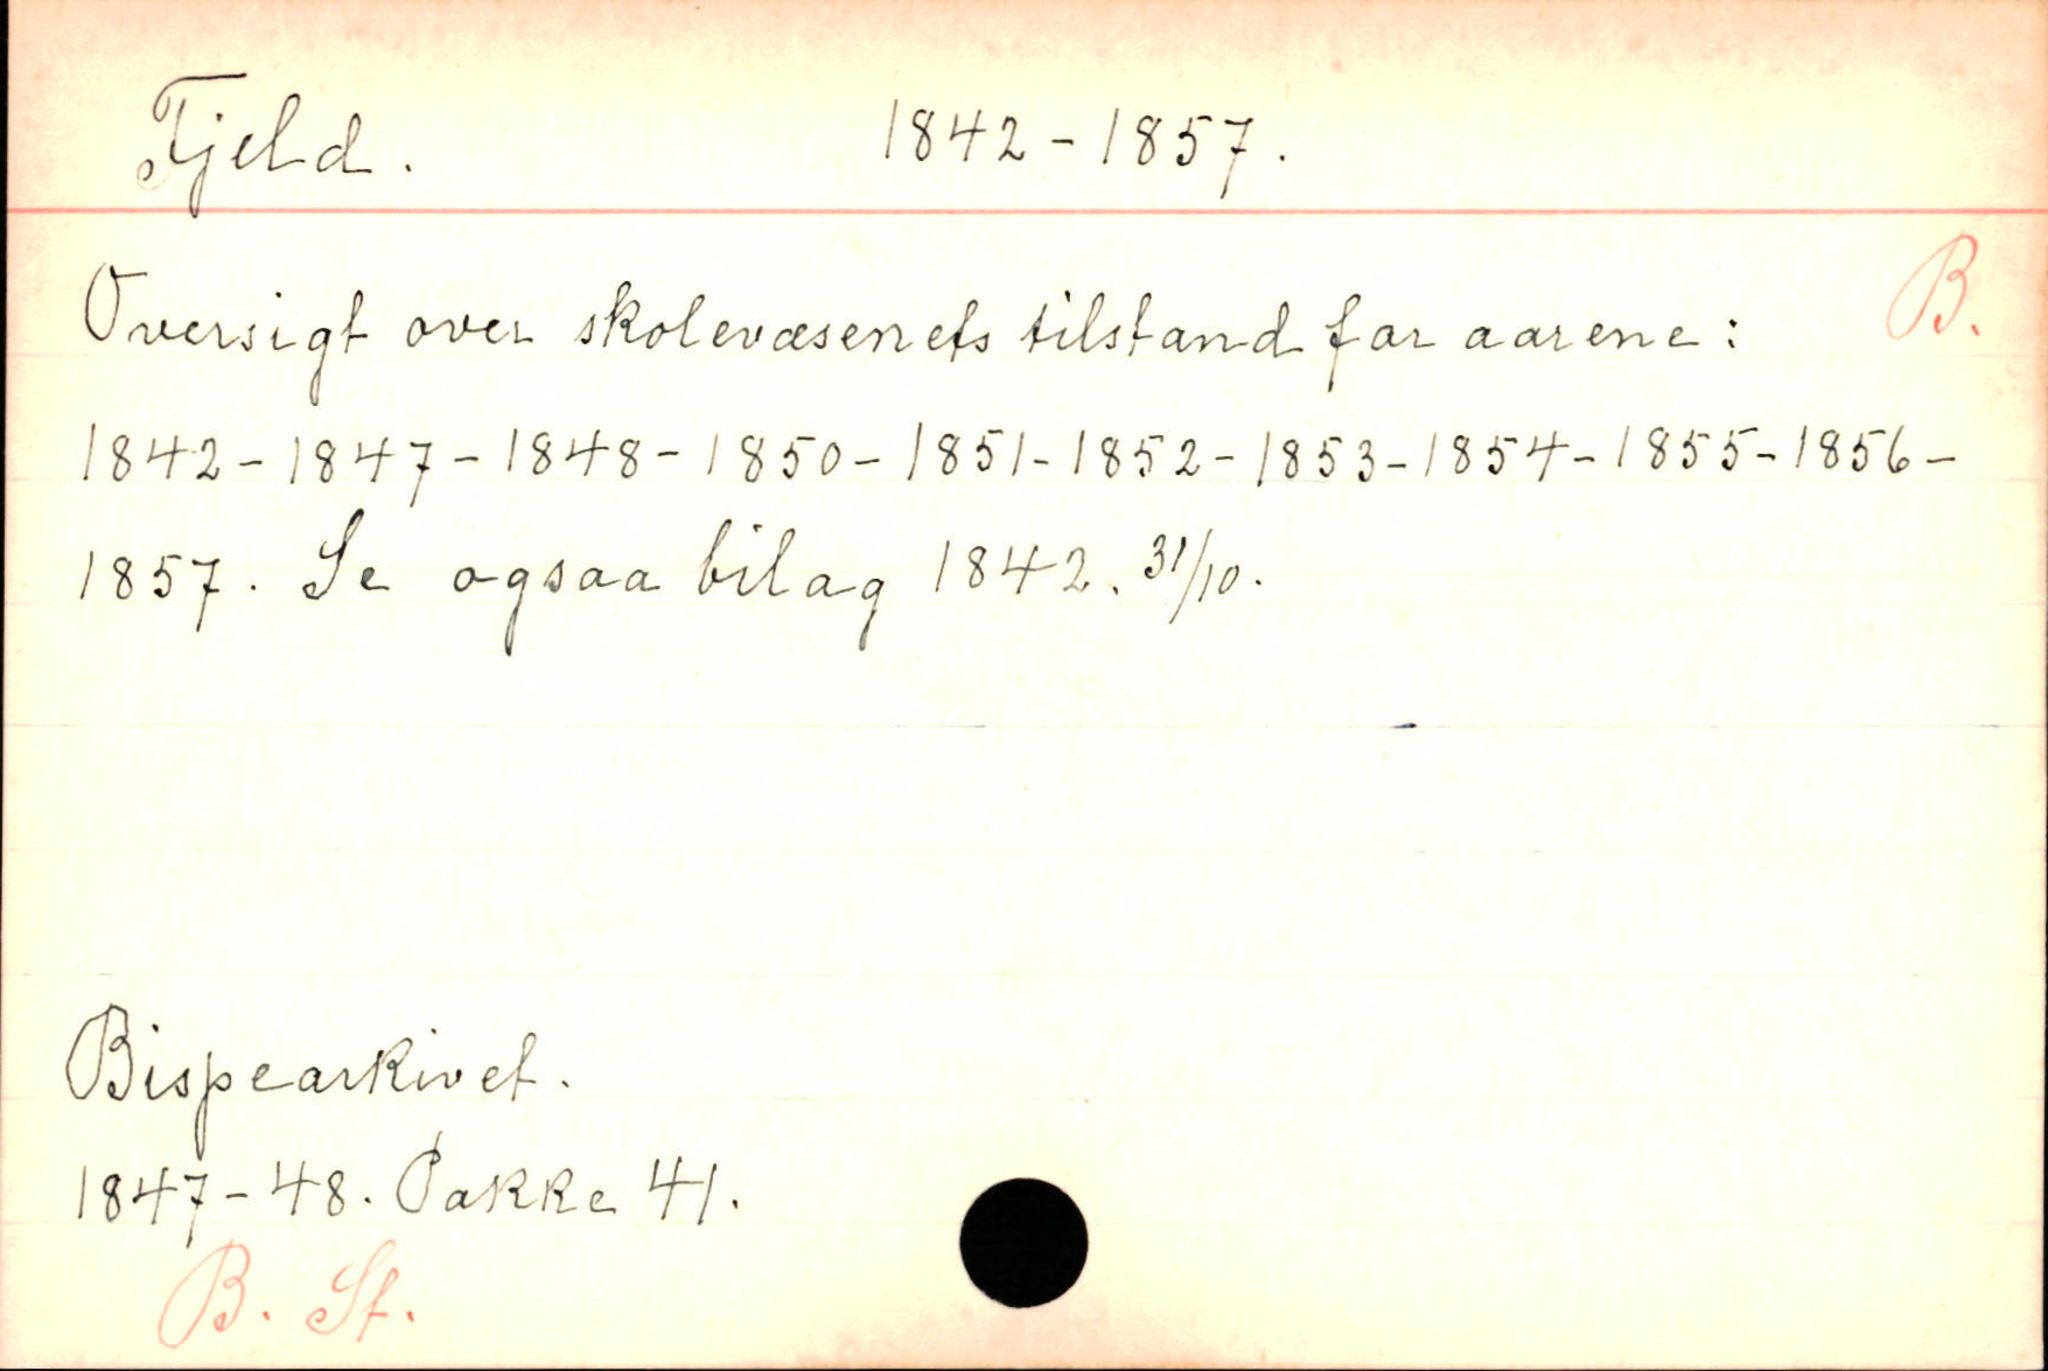 Fjeld. 1842-1857.
B.
Oversigt over skolevæsenets tilstand for aarene:
1842-1847-1848-1850-1851-1852-1853-1854-1855-1856-
1857. Se ogsaa bilag 1842. 31/10.
Bispearkivet.
1847-48. Pakke 41.
B. St.